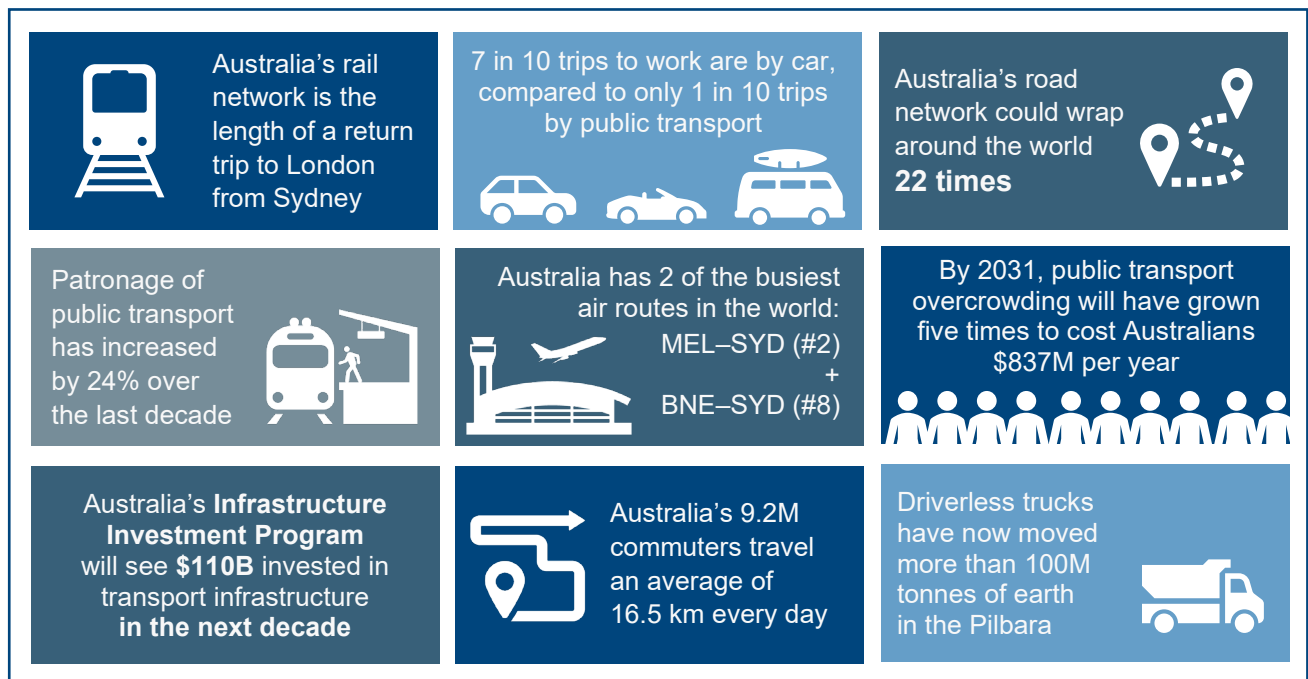 Australia’s rail
network is the
length of a return
trip to London
from Sydney
7 in 10 trips to work are by car,
compared to only 1 in 10 trips
by public transport
Australia’s road
network could wrap
around the world
22 times
Patronage of
public transport
has increased
by 24% over
the last decade
Australia has 2 of the busiest
air routes in the world:
MEL–SYD (#2)
+
BNE–SYD (#8)
By 2031, public transport
overcrowding will have grown
five times to cost Australians
$837M per year
Australia’s Infrastructure
Investment Program
will see $110B invested in
transport infrastructure
in the next decade
Australia’s 9.2M
commuters travel
an average of
16.5 km every day
Driverless trucks
have now moved
more than 100M
tonnes of earth
in the Pilbara